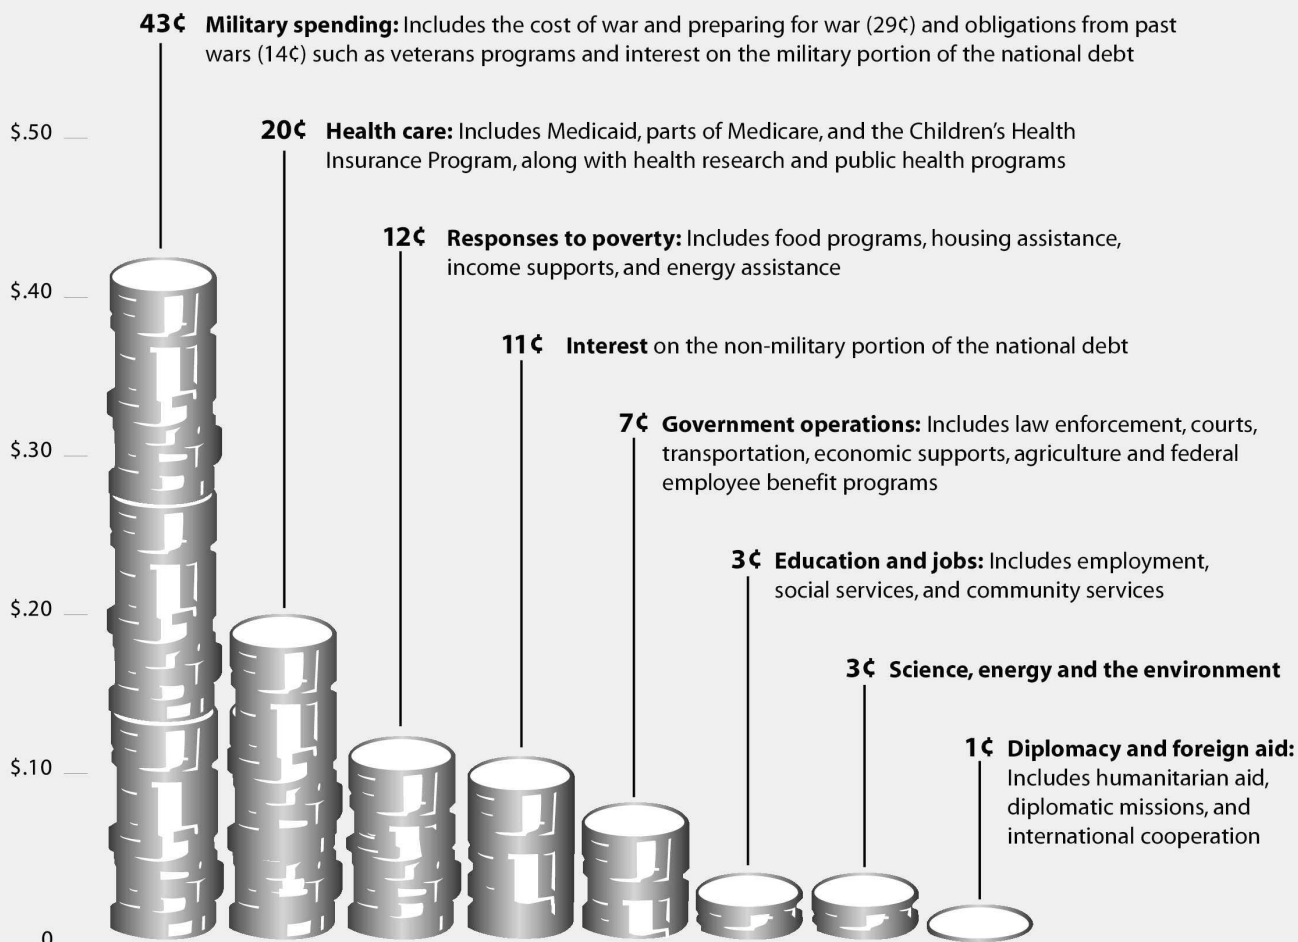 43¢ Military spending: Includes the cost of war and preparing for war (29¢) and obligations from past
wars (14¢) such as veterans programs and interest on the military portion of the national debt
$.50
20¢ Health care: Includes Medicaid, parts of Medicare, and the Children's Health
Insurance Program, along with health research and public health programs
12¢ Responses to poverty: Includes food programs, housing assistance,
income supports, and energy assistance
$.40
11¢ Interest on the non-military portion of the national debt
7¢ Government operations: Includes law enforcement, courts,
transportation, economic supports, agriculture and federal
employee benefit programs
$.30
3¢ Education and jobs: Includes employment,
social services, and community services
$.20
3¢ Science, energy and the environment
1¢ Diplomacy and foreign aid:
Includes humanitarian aid,
diplomatic missions, and
international cooperation
$.10
0